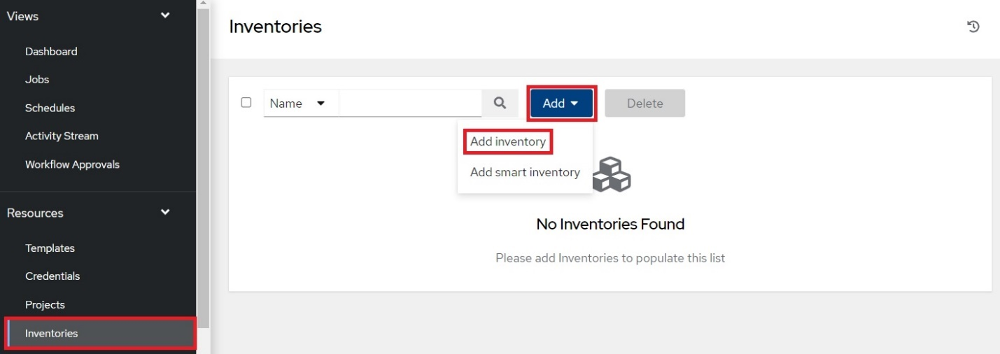 Views
Dashboard
Jobs
Schedules
Activity Stream
Workflow Approvals
Resources
Templates
Credentials
Projects
Inventories
Inventories
Name
Add
Delete
Add inventory
Add smart inventory
No Inventories Found
Please add Inventories to populate this list